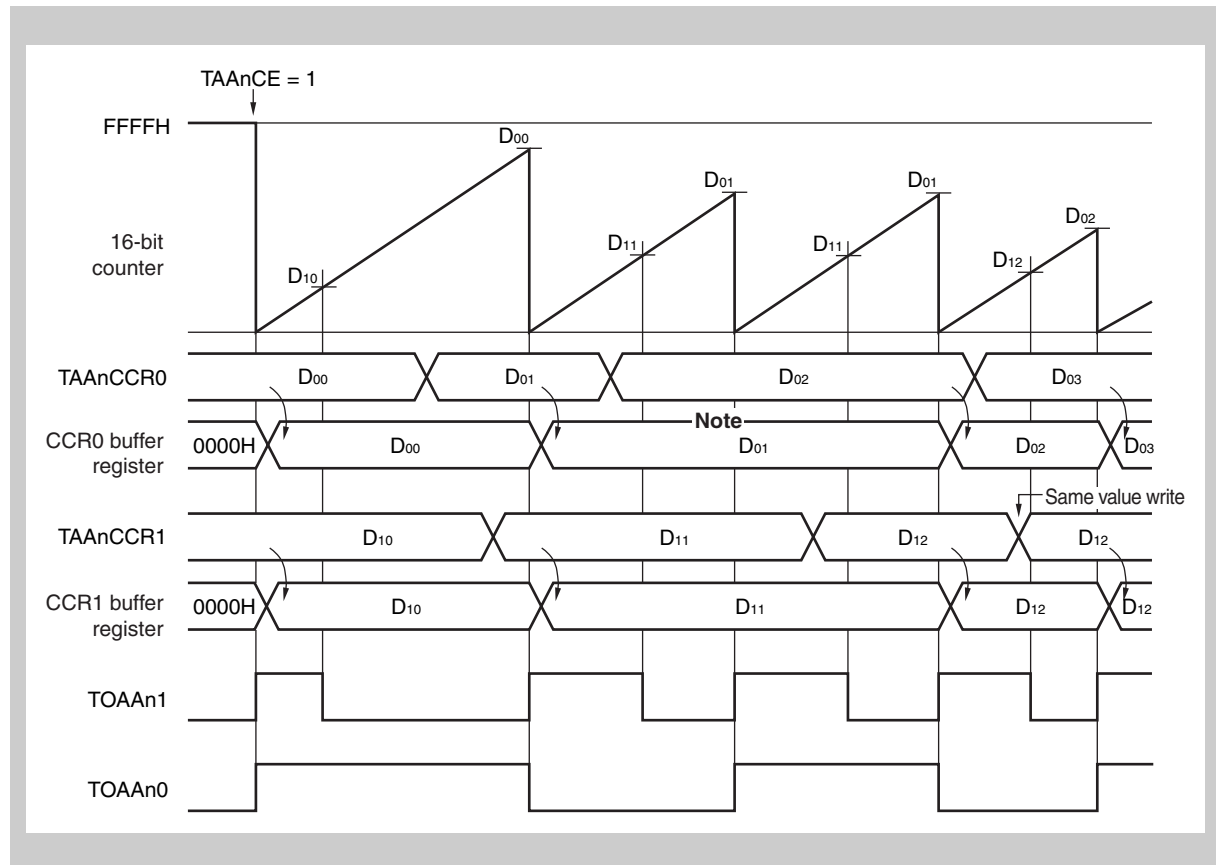 TAAnCE = 1
FFFFH
D00
D01
D01
D02
16-bit
counter
D10
D11
D11
D12
TAAnCCR0
D00
D01
D02
D03
Note
CCR0 buffer
register
0000H
D00
D01
D02
D03
Same value write
TAAnCCR1
D10
D11
D12
D12
CCR1 buffer
register
0000H
D10
D11
D12
D12
TOAAn1
TOAAn0